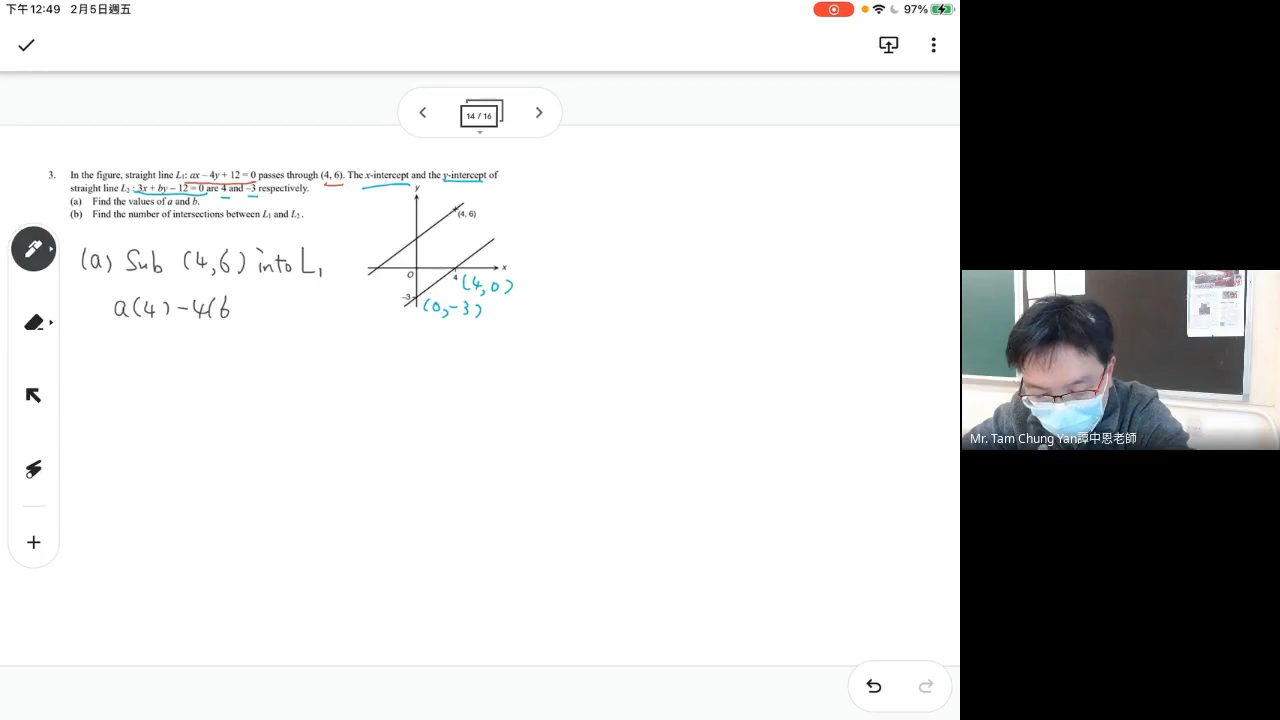 下午12:49 2月5日週五
97%
14 / 16
3. In the figure, straight line L₁: ax – 4y + 12 = 0 passes through (4, 6). The x-intercept and the y-intercept of
straight line L₂ : 3x + by – 12 = 0 are 4 and –3 respectively.
(a) Find the values of a and b.
(b) Find the number of intersections between L₁ and L₂ .
y
(4, 6)
O
x
4
–3
(4, 0)
(0, -3)
(a) Sub (4,6) into L₁
a(4) -4(6
Mr. Tam Chung Yan譚中恩老師